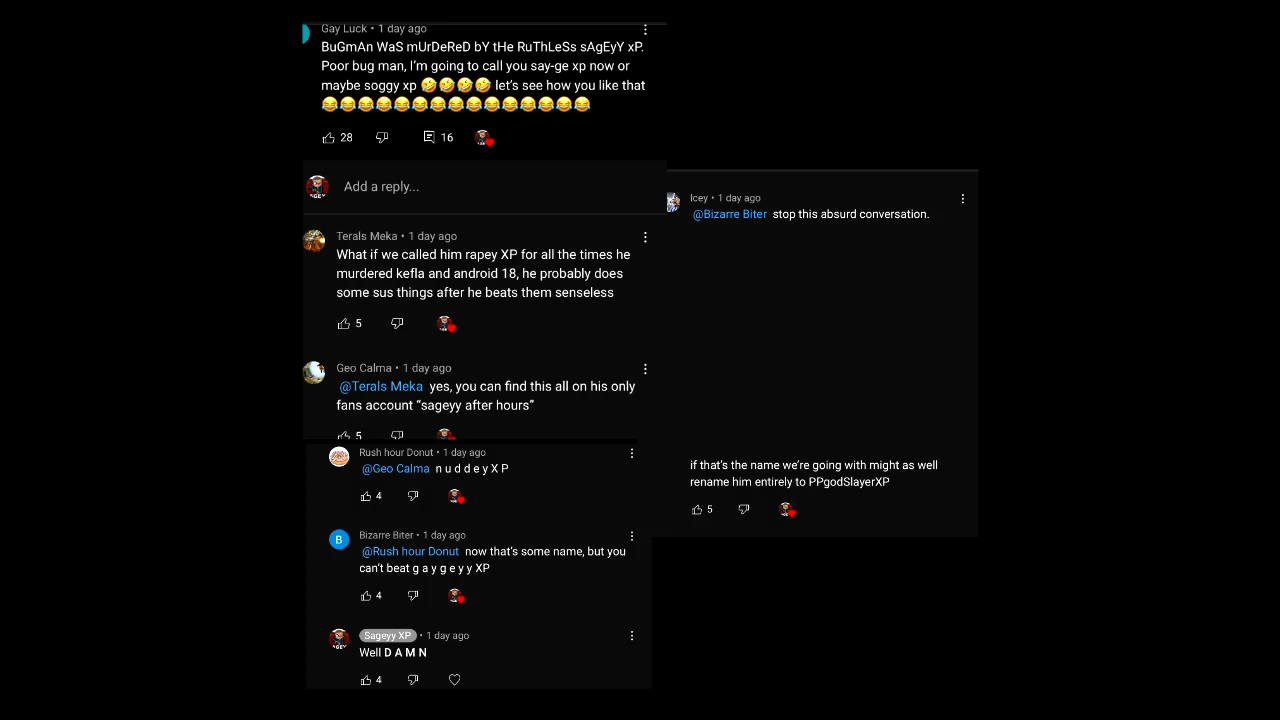 Gay Luck • 1 day ago
BuGmAn WaS mUrDeReD bY tHe RuThLeSs sAgEyY xP.
Poor bug man, I'm going to call you say-ge xp now or
maybe soggy xp 🤣🤣🤣🤣 let's see how you like that
😂😂😂😂😂😂😂😂😂😂😂😂😂😂😂
28
16
Add a reply...
Terals Meka • 1 day ago
What if we called him rapey XP for all the times he
murdered kefla and android 18, he probably does
some sus things after he beats them senseless
5
Geo Calma • 1 day ago
@Terals Meka yes, you can find this all on his only
fans account “sageyy after hours”
5
Rush hour Donut • 1 day ago
@Geo Calma n u d d e y X P
4
B
Bizarre Biter • 1 day ago
@Rush hour Donut now that's some name, but you
can't beat g a y g e y y XP
4
Sageyy XP • 1 day ago
Well D A M N
4
Icey • 1 day ago
@Bizarre Biter stop this absurd conversation.
if that's the name we're going with might as well
rename him entirely to PPgodSlayerXP
5